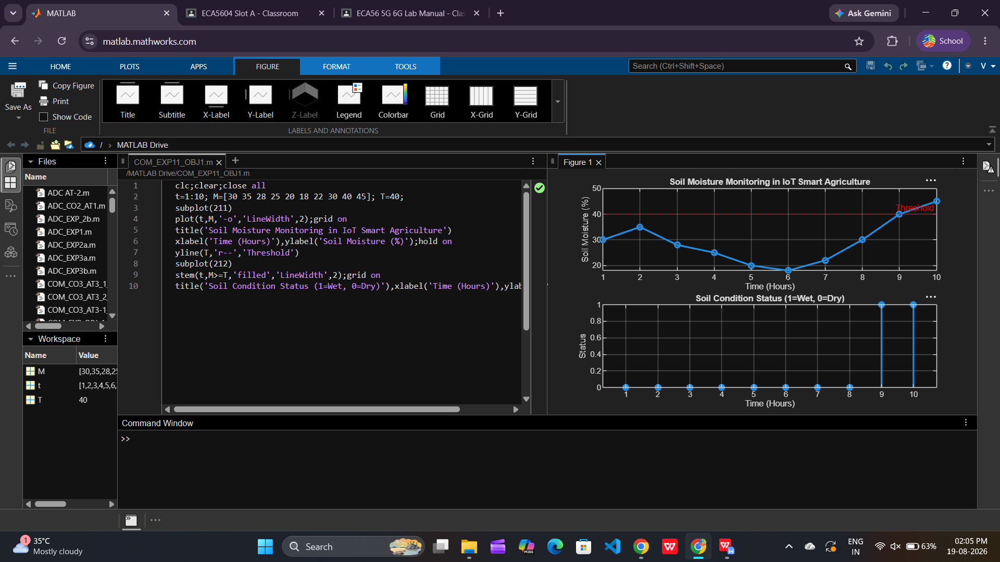 MATLAB
ECA5604 Slot A - Classroom
ECA56 5G 6G Lab Manual - Clas
Ask Gemini
matlab.mathworks.com
School
HOME
PLOTS
APPS
FIGURE
FORMAT
TOOLS
Search (Ctrl+Shift+Space)
V
Save As
Copy Figure
Print
Show Code
FILE
Title
Subtitle
X-Label
Y-Label
Z-Label
Legend
Colorbar
Grid
X-Grid
Y-Grid
LABELS AND ANNOTATIONS
/ › MATLAB Drive
Files
Name
ADC AT-2.m
ADC_CO2_AT1.m
ADC_EXP_2b.m
ADC_EXP1.m
ADC_EXP2a.m
ADC_EXP3a.m
ADC_EXP3b.m
COM_CO3_AT3_1_
COM_CO3_AT3_2_
COM_CO3_AT3-1_
Workspace
Name Value
M [30,35,28,25
t [1,2,3,4,5,6,7
T 40
COM_EXP11_OBJ1.m
/MATLAB Drive/COM_EXP11_OBJ1.m
1 clc;clear;close all
2 t=1:10; M=[30 35 28 25 20 18 22 30 40 45]; T=40;
3 subplot(211)
4 plot(t,M,'-o','LineWidth',2);grid on
5 title('Soil Moisture Monitoring in IoT Smart Agriculture')
6 xlabel('Time (Hours)'),ylabel('Soil Moisture (%)');hold on
7 yline(T,'r--','Threshold')
8 subplot(212)
9 stem(t,M>=T,'filled','LineWidth',2);grid on
10 title('Soil Condition Status (1=Wet, 0=Dry)'),xlabel('Time (Hours)'),ylab
Figure 1
Soil Moisture Monitoring in IoT Smart Agriculture
50
40
30
20
Soil Moisture (%)
Threshold
1 2 3 4 5 6 7 8 9 10
Time (Hours)
Soil Condition Status (1=Wet, 0=Dry)
1
0.8
0.6
0.4
0.2
0
Status
1 2 3 4 5 6 7 8 9 10
Time (Hours)
Command Window
>>
1
35°C
Mostly cloudy
Search
M365
ENG
IN
63%
02:05 PM
19-08-2026